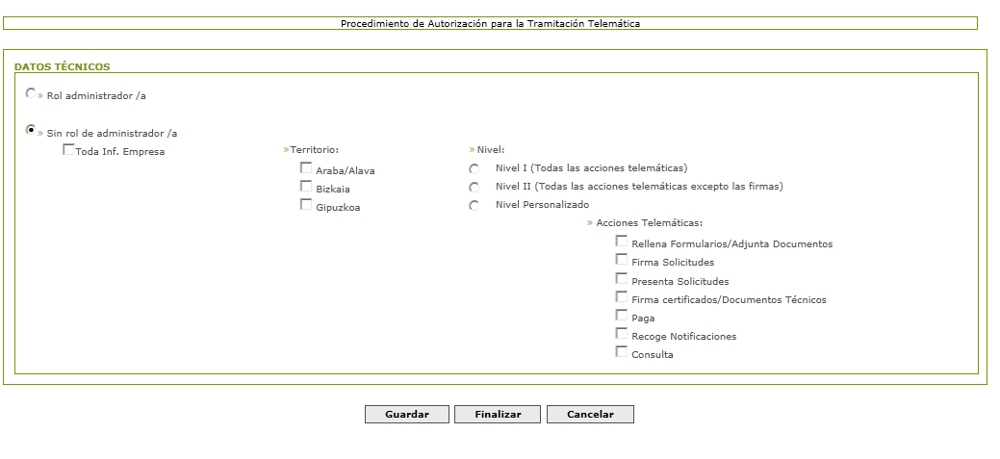 Procedimiento de Autorización para la Tramitación Telemática
DATOS TÉCNICOS
» Rol administrador /a
» Sin rol de administrador /a
Toda Inf. Empresa
»Territorio:
Araba/Alava
Bizkaia
Gipuzkoa
» Nivel:
Nivel I (Todas las acciones telemáticas)
Nivel II (Todas las acciones telemáticas excepto las firmas)
Nivel Personalizado
» Acciones Telemáticas:
Rellena Formularios/Adjunta Documentos
Firma Solicitudes
Presenta Solicitudes
Firma certificados/Documentos Técnicos
Paga
Recoge Notificaciones
Consulta
Guardar
Finalizar
Cancelar